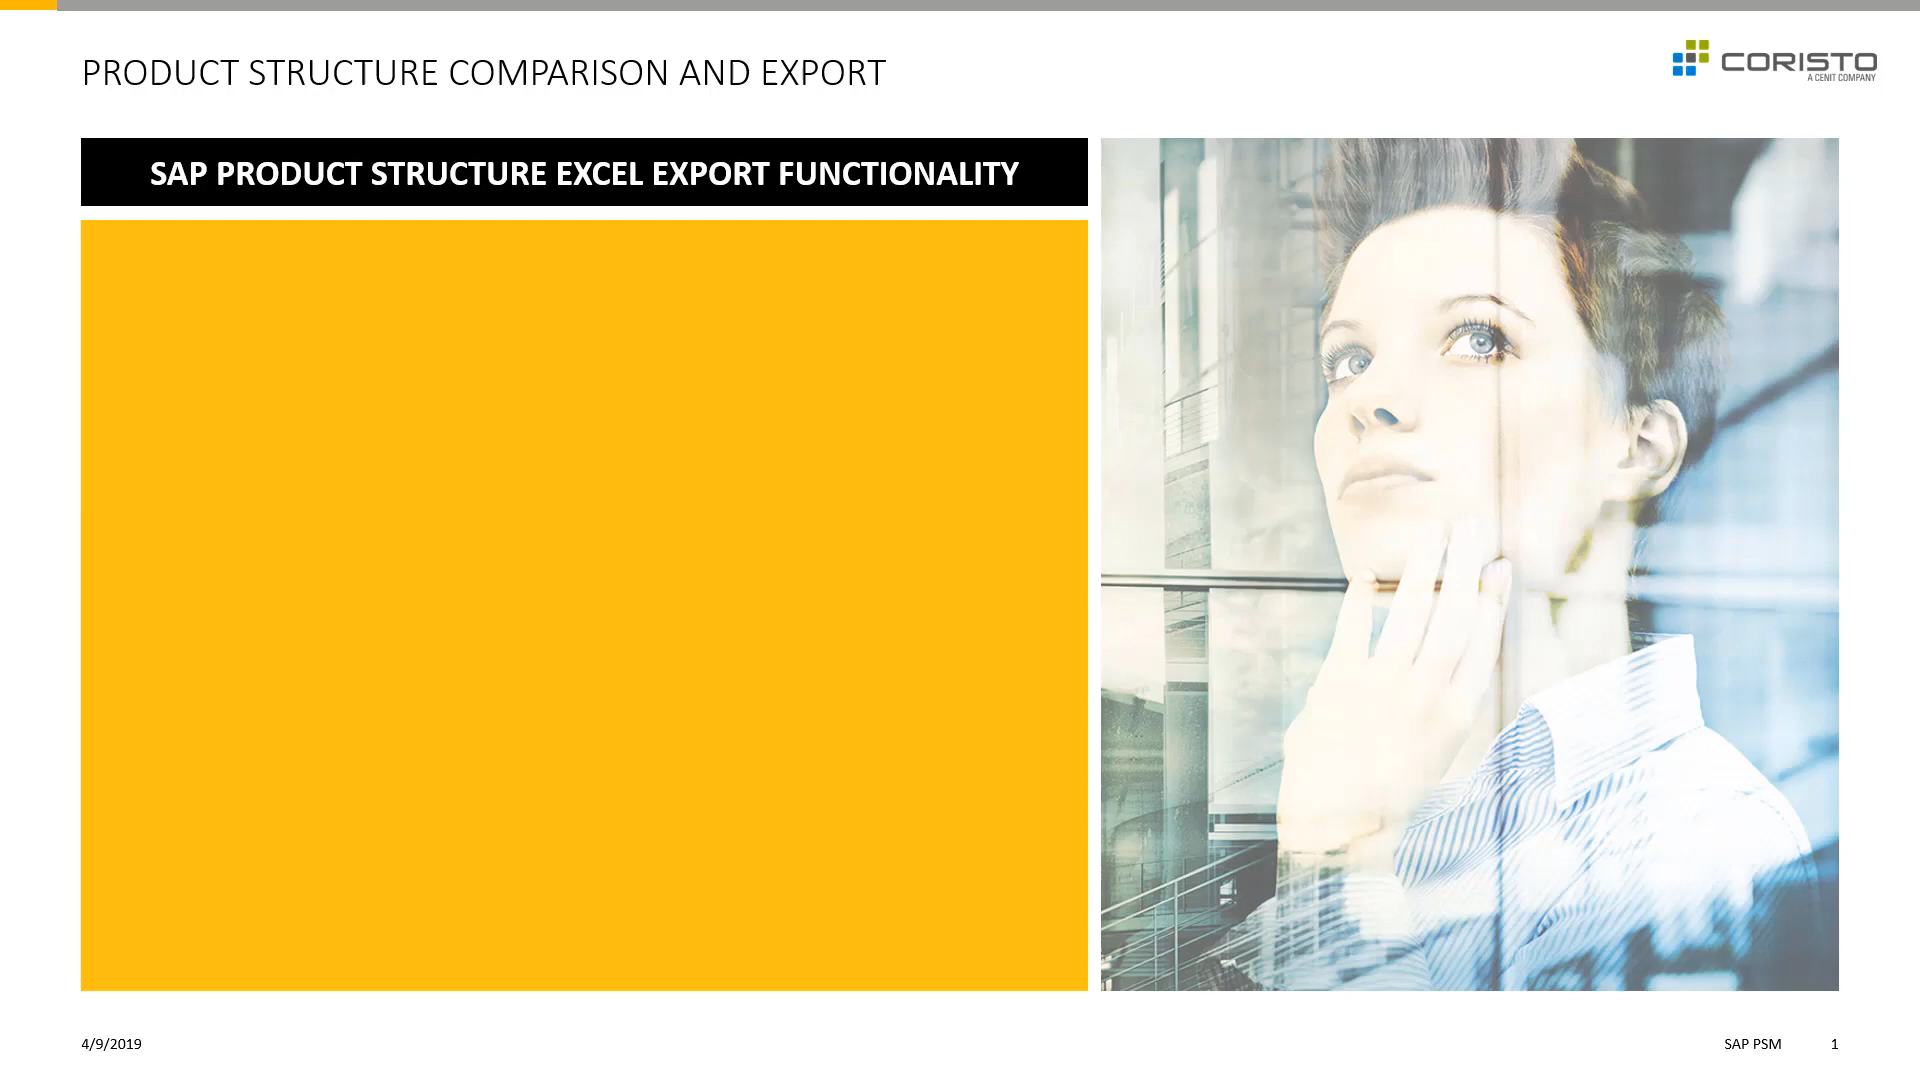 PRODUCT STRUCTURE COMPARISON AND EXPORT
CORISTO
A CENIT COMPANY
SAP PRODUCT STRUCTURE EXCEL EXPORT FUNCTIONALITY
4/9/2019
SAP PSM
1